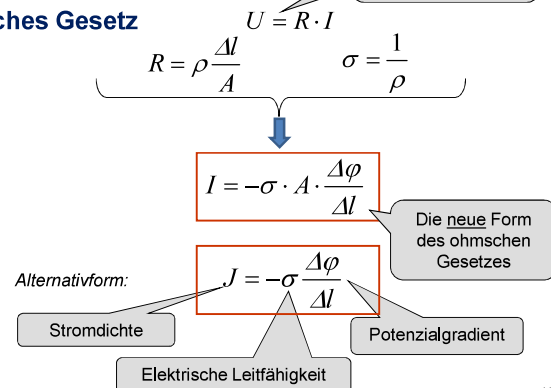 ches Gesetz
U = R · I
R = ρ Δl/A
σ = 1/ρ
I = −σ · A · Δφ/Δl
Die neue Form
des ohmschen
Gesetzes
Alternativform:
J = −σ Δφ/Δl
Stromdichte
Potenzialgradient
Elektrische Leitfähigkeit